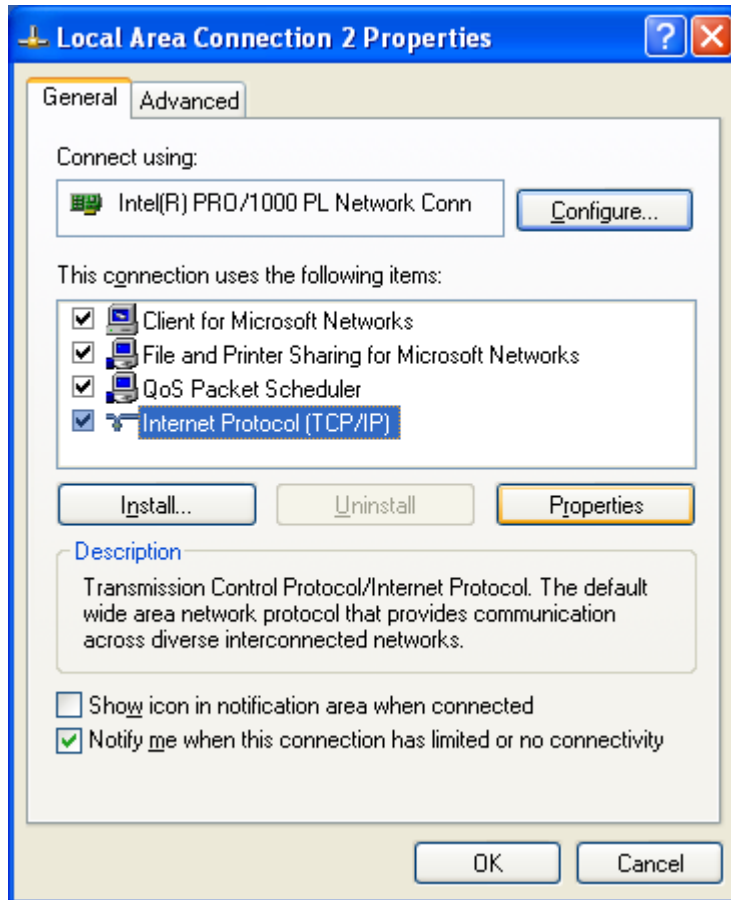 Local Area Connection 2 Properties
General
Advanced
Connect using:
Intel(R) PRO/1000 PL Network Conn
Configure...
This connection uses the following items:
Client for Microsoft Networks
File and Printer Sharing for Microsoft Networks
QoS Packet Scheduler
Internet Protocol (TCP/IP)
Install...
Uninstall
Properties
Description
Transmission Control Protocol/Internet Protocol. The default
wide area network protocol that provides communication
across diverse interconnected networks.
Show icon in notification area when connected
Notify me when this connection has limited or no connectivity
OK
Cancel